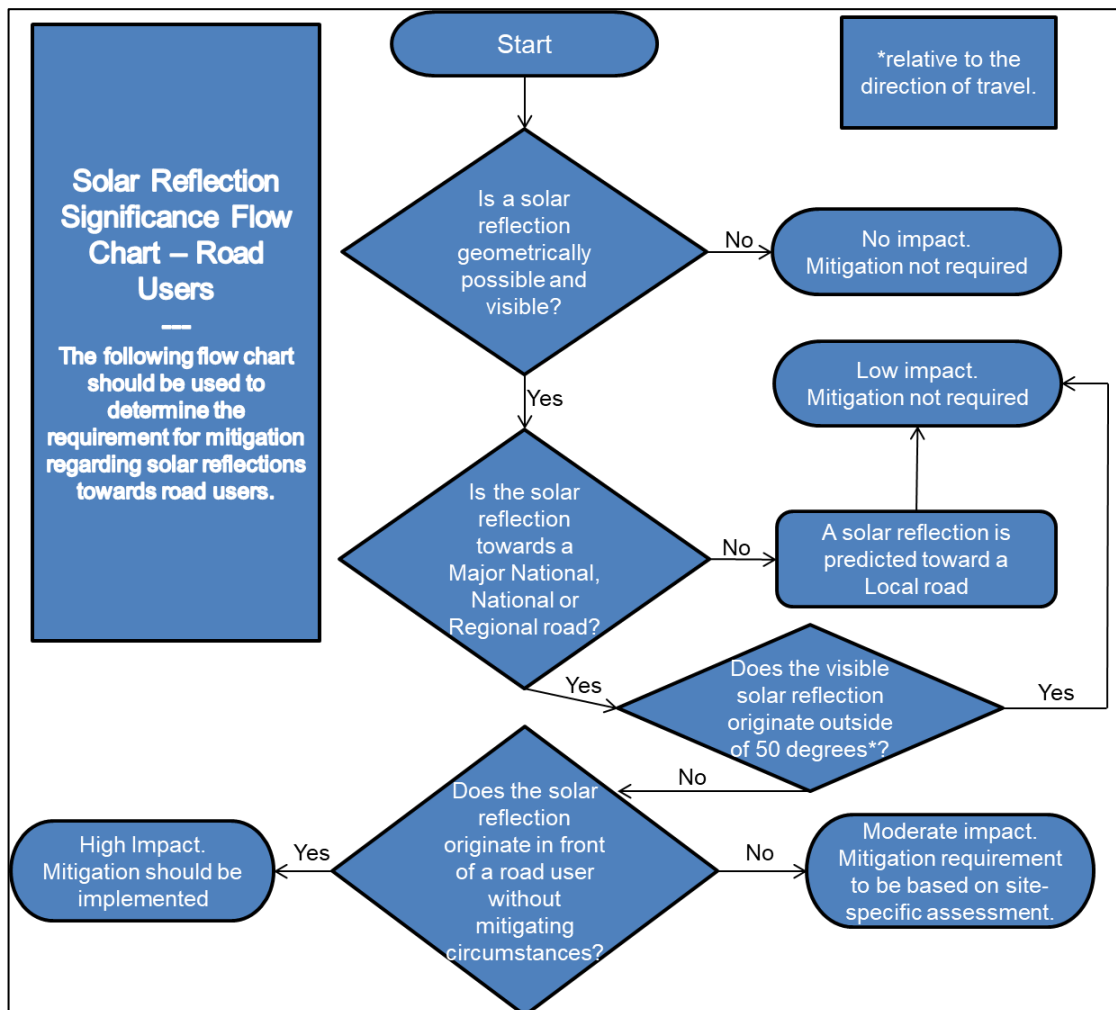 Solar Reflection
Significance Flow
Chart – Road
Users
---
The following flow chart
should be used to
determine the
requirement for mitigation
regarding solar reflections
towards road users.
Start
*relative to the
direction of travel.
Is a solar
reflection
geometrically
possible and
visible?
No
No impact.
Mitigation not required
Yes
Low impact.
Mitigation not required
Is the solar
reflection
towards a
Major National,
National or
Regional road?
No
A solar reflection is
predicted toward a
Local road
Yes
Does the visible
solar reflection
originate outside
of 50 degrees*?
Yes
No
Does the solar
reflection
originate in front
of a road user
without
mitigating
circumstances?
Yes
High Impact.
Mitigation should be
implemented
No
Moderate impact.
Mitigation requirement
to be based on site-
specific assessment.